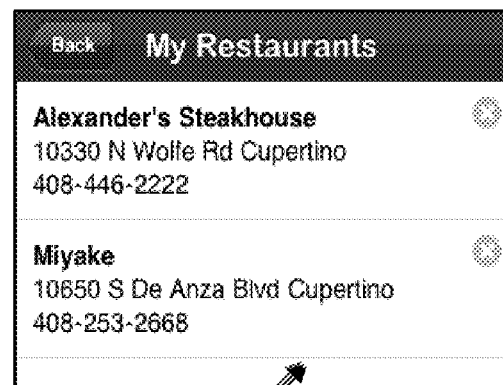 Back
My Restaurants
Alexander's Steakhouse
10330 N Wolfe Rd Cupertino
408-446-2222
Miyake
10650 S De Anza Blvd Cupertino
408-253-2668